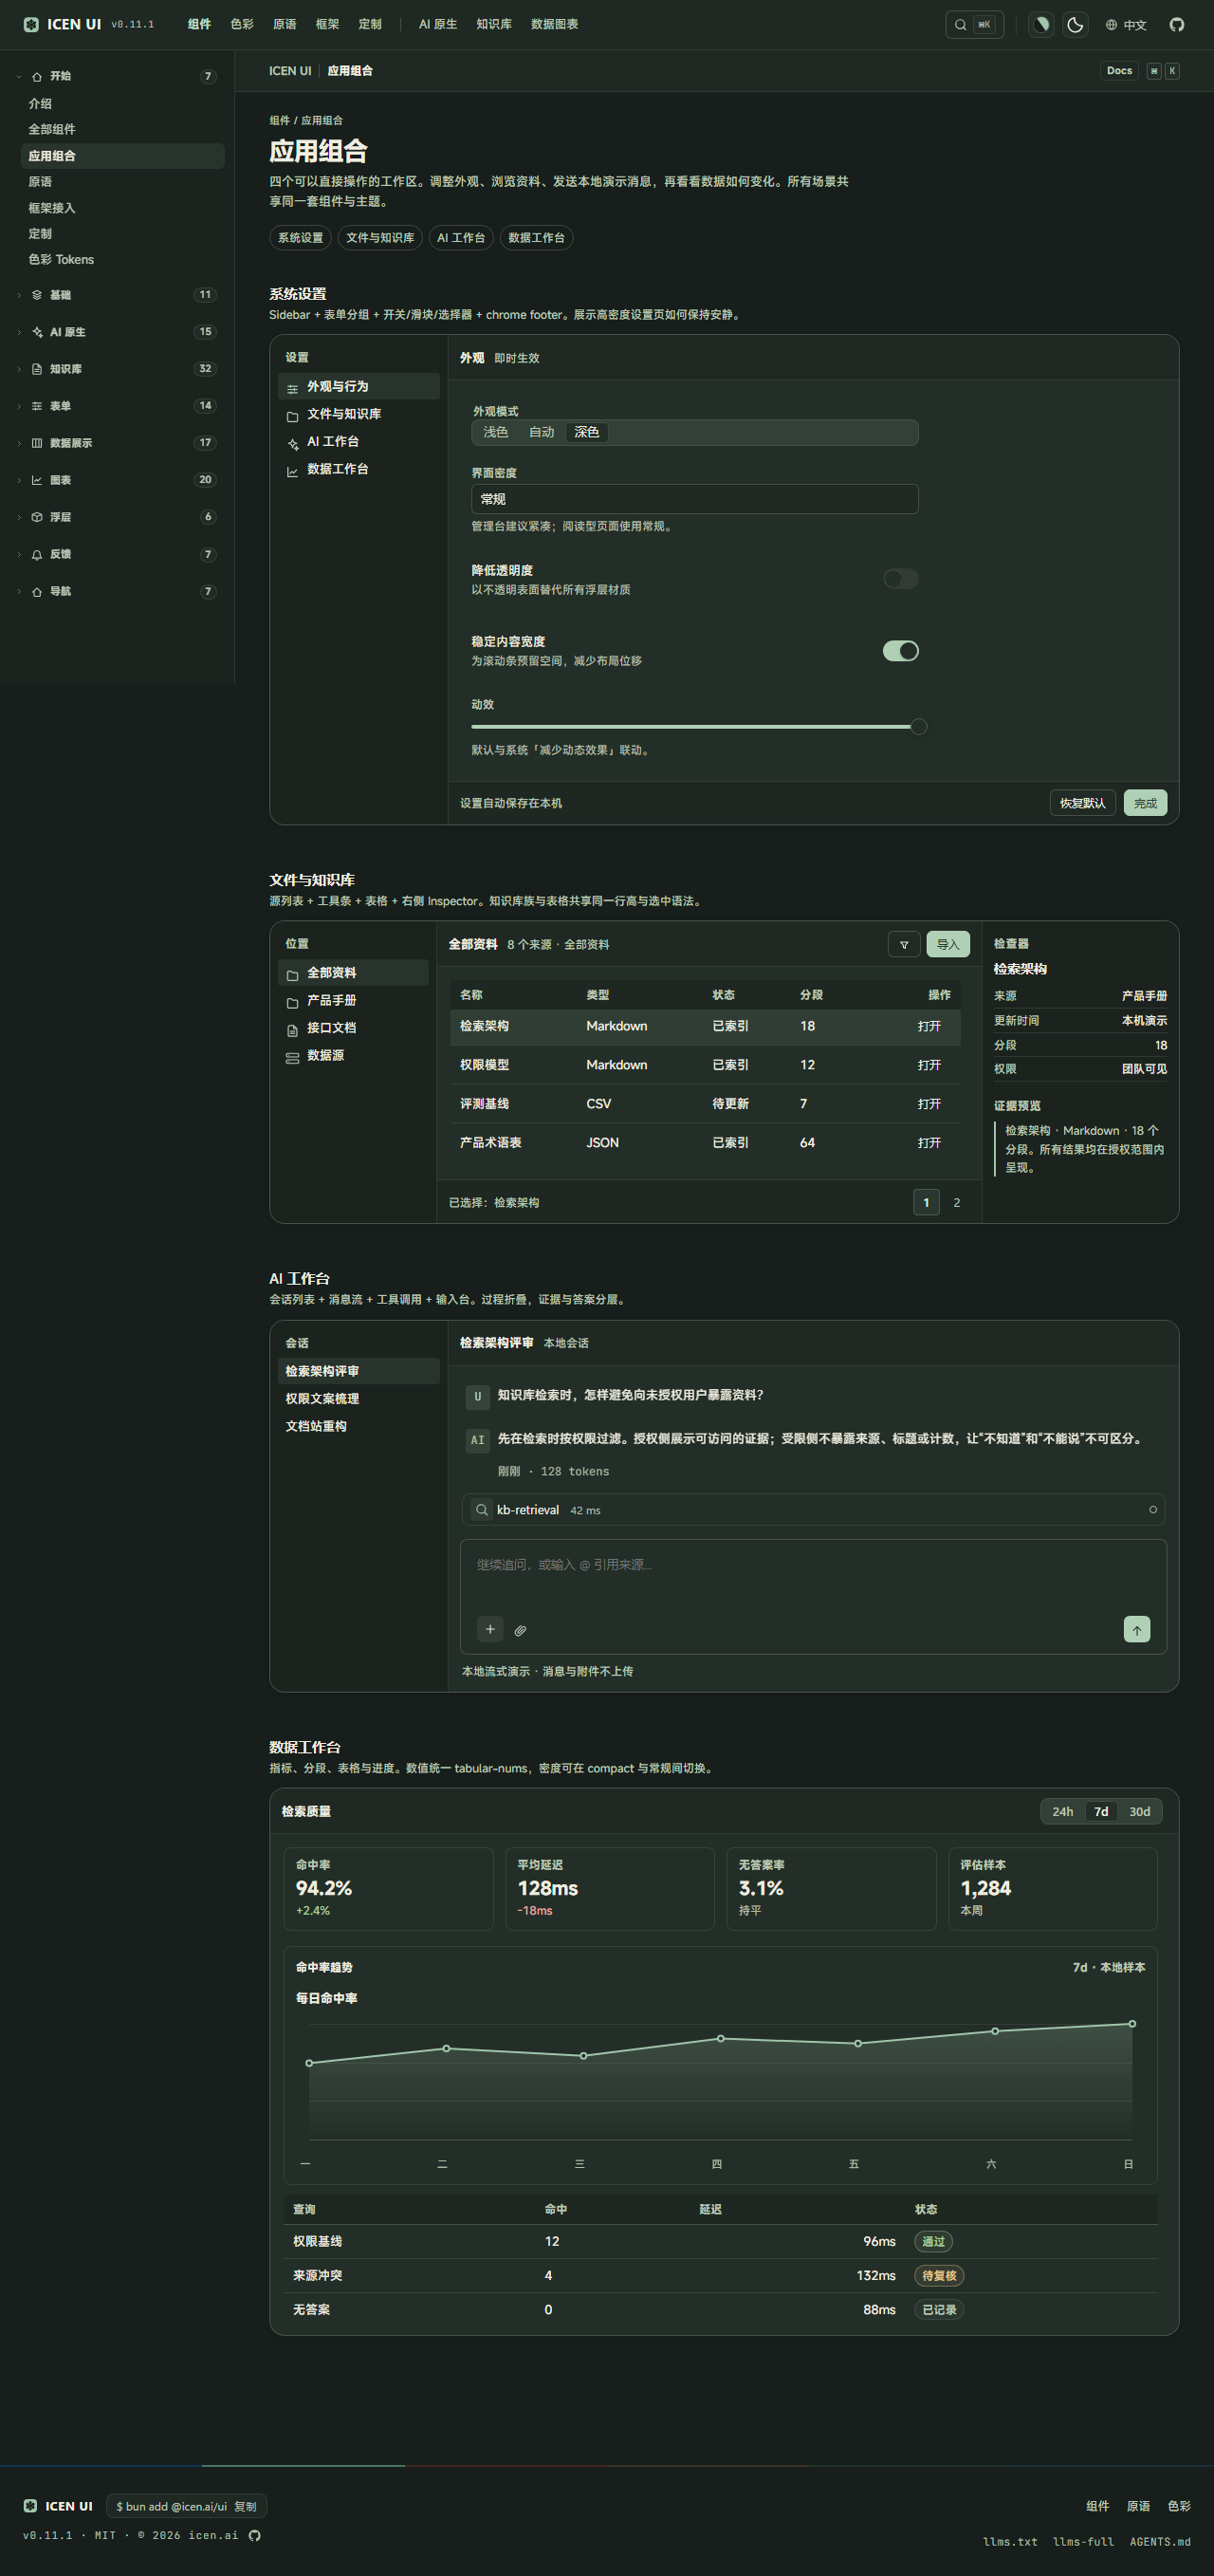 ICEN UI v0.11.1 组件 色彩 原语 框架 定制 AI 原生 知识库 数据图表 ⌘K 中文
开始 7
介绍
全部组件
应用组合
原语
框架接入
定制
色彩 Tokens
基础 11
AI 原生 15
知识库 32
表单 14
数据展示 17
图表 20
浮层 6
反馈 7
导航 7
ICEN UI 应用组合 Docs ⌘ K
组件 / 应用组合
应用组合
四个可以直接操作的工作区。调整外观、浏览资料、发送本地演示消息，再看看数据如何变化。所有场景共
享同一套组件与主题。
系统设置 文件与知识库 AI 工作台 数据工作台
系统设置
Sidebar + 表单分组 + 开关/滑块/选择器 + chrome footer。展示高密度设置页如何保持安静。
设置
外观与行为
文件与知识库
AI 工作台
数据工作台
外观 即时生效
外观模式
浅色 自动 深色
界面密度
常规
管理台建议紧凑；阅读型页面使用常规。
降低透明度
以不透明表面替代所有浮层材质
稳定内容宽度
为滚动条预留空间，减少布局位移
动效
默认与系统「减少动态效果」联动。
设置自动保存在本机 恢复默认 完成
文件与知识库
源列表 + 工具条 + 表格 + 右侧 Inspector。知识库族与表格共享同一行高与选中语法。
位置
全部资料
产品手册
接口文档
数据源
全部资料 8 个来源 · 全部资料 导入
名称 类型 状态 分段 操作
检索架构 Markdown 已索引 18 打开
权限模型 Markdown 已索引 12 打开
评测基线 CSV 待更新 7 打开
产品术语表 JSON 已索引 64 打开
已选择：检索架构 1 2
检查器
检索架构
来源 产品手册
更新时间 本机演示
分段 18
权限 团队可见
证据预览
检索架构 · Markdown · 18 个
分段。所有结果均在授权范围内
呈现。
AI 工作台
会话列表 + 消息流 + 工具调用 + 输入台。过程折叠，证据与答案分层。
会话
检索架构评审
权限文案梳理
文档站重构
检索架构评审 本地会话
U 知识库检索时，怎样避免向未授权用户暴露资料？
AI 先在检索时按权限过滤。授权侧展示可访问的证据；受限侧不暴露来源、标题或计数，让“不知道”和“不能说”不可区分。
刚刚 · 128 tokens
kb-retrieval 42 ms
继续追问，或输入 @ 引用来源…
本地流式演示 · 消息与附件不上传
数据工作台
指标、分段、表格与进度。数值统一 tabular-nums，密度可在 compact 与常规间切换。
检索质量 24h 7d 30d
命中率 平均延迟 无答案率 评估样本
94.2% 128ms 3.1% 1,284
+2.4% -18ms 持平 本周
命中率趋势 7d · 本地样本
每日命中率
一 二 三 四 五 六 日
查询 命中 延迟 状态
权限基线 12 96ms 通过
来源冲突 4 132ms 待复核
无答案 0 88ms 已记录
ICEN UI $ bun add @icen.ai/ui 复制 组件 原语 色彩
v0.11.1 · MIT · © 2026 icen.ai llms.txt llms-full AGENTS.md